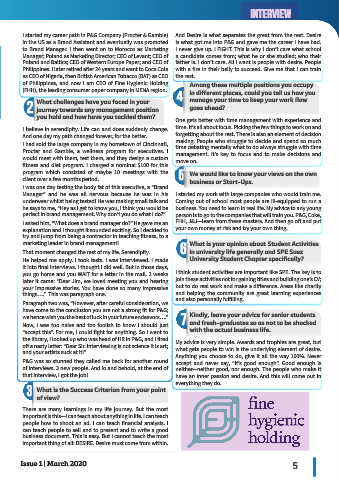 INTERVIEW
I started my career path in P&G Company (Procter & Gamble)
in the USA as a Brand Assistant and eventually was promoted
to Brand Manager. I then went on to Morocco as Marketing
Manager; Poland as Marketing Director; CEO of Levant; CEO of
Poland and Baltics; CEO of Western Europe Paper; and CEO of
Philippines. I later retired after 24 years and went to Coca Cola
as CEO of Nigeria, then British American Tobacco (BAT) as CEO
of Philippines, and now I am CEO of Fine Hygienic Holding
(FHH), the leading consumer paper company in MENA region.
2
What challenges have you faced in your
journey towards any management position
you hold and how have you tackled them?
I believe in serendipity. Life can and does suddenly change.
And one day my path changed forever, for the better.
I had sold the large company in my hometown of Cincinnati,
Procter and Gamble, a wellness program for executives. I
would meet with them, test them, and they design a custom
fitness and diet program. I charged a nominal $100 for this
program which consisted of maybe 10 meetings with the
client over a few months period.
I was one day testing the body fat of this executive, a "Brand
Manager" and he was all nervous because he was in his
underwear whilst being tested! He was making small talk and
he says to me, "Hey as I get to know you, I think you would be
perfect in brand management. Why don't you do what I do?"
I asked him, "What does a brand manager do?" He gave me an
explanation and I thought it sounded exciting. So I decided to
try and jump from being a contractor in teaching fitness, to a
marketing leader in brand management!
That moment changed the rest of my life. Serendipity.
He helped me apply. I took tests. I was interviewed. I made
it into final interviews. I thought I did well. But in those days,
you go home and you WAIT for a letter in the mail. 2 weeks
later it came: "Dear Jim, we loved meeting you and hearing
your impressive stories. You have done so many impressive
things....." This was paragraph one.
Paragraph two was, "However, after careful consideration, we
have come to the conclusion you are not a strong fit for P&G;
we hence wish you the best of luck in your future endeavors..."
Now, I was too naive and too foolish to know I should just
"accept that". For me, I could fight for anything. So I went to
the library, I looked up who was head of HR in P&G, and I fired
off a nasty letter: "Dear Sir: Interviewing is not science it is art;
and your artists suck at it!"
P&G was so stunned they called me back for another round
of interviews. 3 new people. And lo and behold, at the end of
that interview, I got the job!
3
What is the Success Criterion from your point
of view?
There are many learnings in my life journey. But the most
important is this—I can teach about anything in life. I can teach
people how to shoot an ad. I can teach financial analysis. I
can teach people to sell and to present and to write a good
business document. This is easy. But I cannot teach the most
important thing of all: DESIRE. Desire must come from within.
And Desire is what separates the great from the rest. Desire
is what got me into P&G and gave me the career I have had.
I never give up. I FIGHT. This is why I don't care what school
a candidate comes from; what he or she studied; who their
father is. I don't care. All I want is people with desire. People
with a fire in their belly to succeed. Give me that I can train
the rest.
4
Among these multiple positions you occupy
in different places, could you tell us how you
manage your time to keep your work flow
goes ahead?
One gets better with time management with experience and
time. It's all about focus. Picking the few things to work on and
forgetting about the rest. There is also an element of decision
making. People who struggle to decide and spend so much
time debating mentally what to do always struggle with time
management. It's key to focus and to make decisions and
move on.
5
We would like to know your views on the own
business or Start-Ups.
I started my work with large companies who would train me.
Coming out of school most people are ill-equipped to run a
business. You need to learn in real life. My advice to any young
person is to go to the companies that will train you. P&G, Coke,
FHH, J&J—learn from these masters. And then go off and put
your own money at risk and try your own thing.
6
What is your opinion about Student Activities
in university life generally and SPE Suez
University Student Chapter specifically?
I think student activities are important like SPE. The key is to
join these activities not for gaining titles and building one's CV;
but to do real work and make a difference. Areas like charity
and helping the community are great learning experiences
and also personally fulfilling.
7
Kindly, leave your advice for senior students
and fresh-graduates so as not to be shocked
with the actual business life.
My advice is very simple. Awards and trophies are great, but
what gets people to win is the underlying element of desire.
Anything you choose to do, give it all the way 100%. Never
accept and never say, "it's good enough". Good enough is
neither—neither good, nor enough. The people who make it
have an inner passion and desire. And this will come out in
everything they do.
fine
hygienic
holding
Issue 1 | March 2020
5